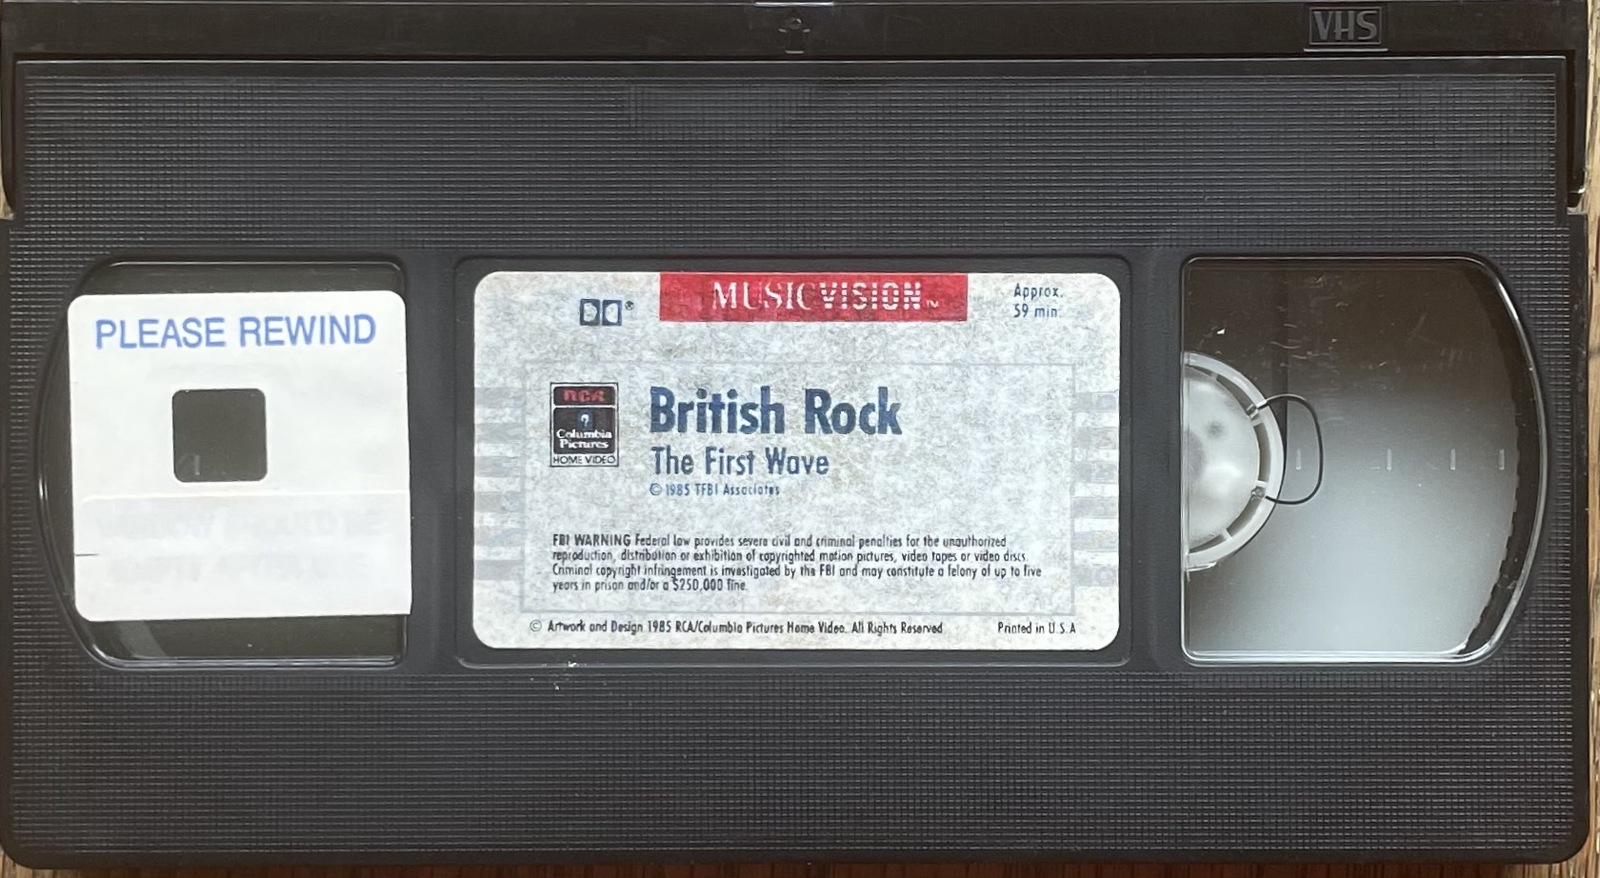 VHS
PLEASE REWIND
MUSICVISION™
Approx.
59 min.
RCA
Columbia
Pictures
HOME VIDEO
British Rock
The First Wave
© 1985 TFBI Associates
FBI WARNING Federal law provides severe civil and criminal penalties for the unauthorized
reproduction, distribution or exhibition of copyrighted motion pictures, video tapes or video discs.
Criminal copyright infringement is investigated by the FBI and may constitute a felony of up to five
years in prison and/or a $250,000 fine.
© Artwork and Design 1985 RCA/Columbia Pictures Home Video. All Rights Reserved
Printed in U.S.A